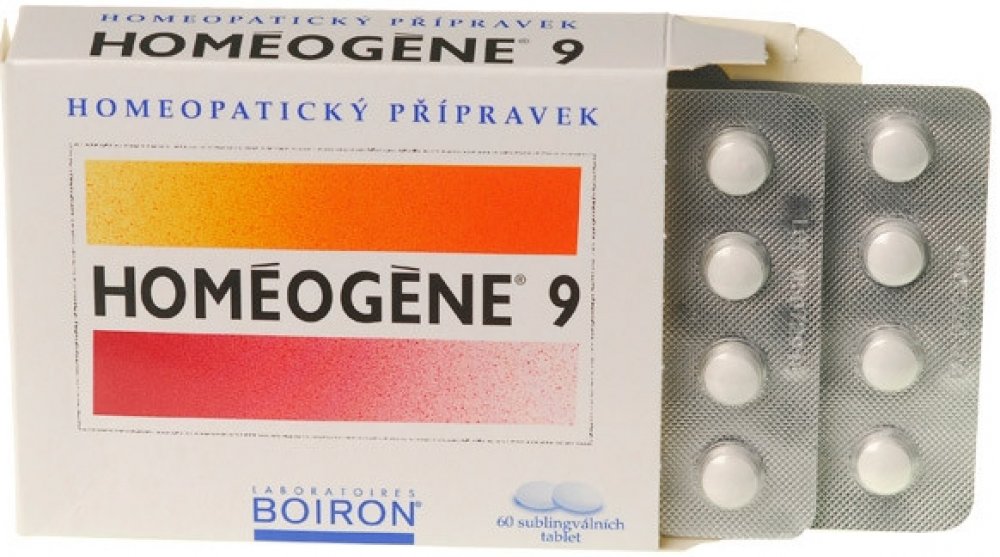 HOMEOPATICKÝ PŘÍPRAVEK
HOMÉOGÈNE® 9
HOMEOPATICKÝ PŘÍPRAVEK
HOMÉOGÈNE® 9
LABORATOIRES
BOIRON®
60 sublingválních
tablet